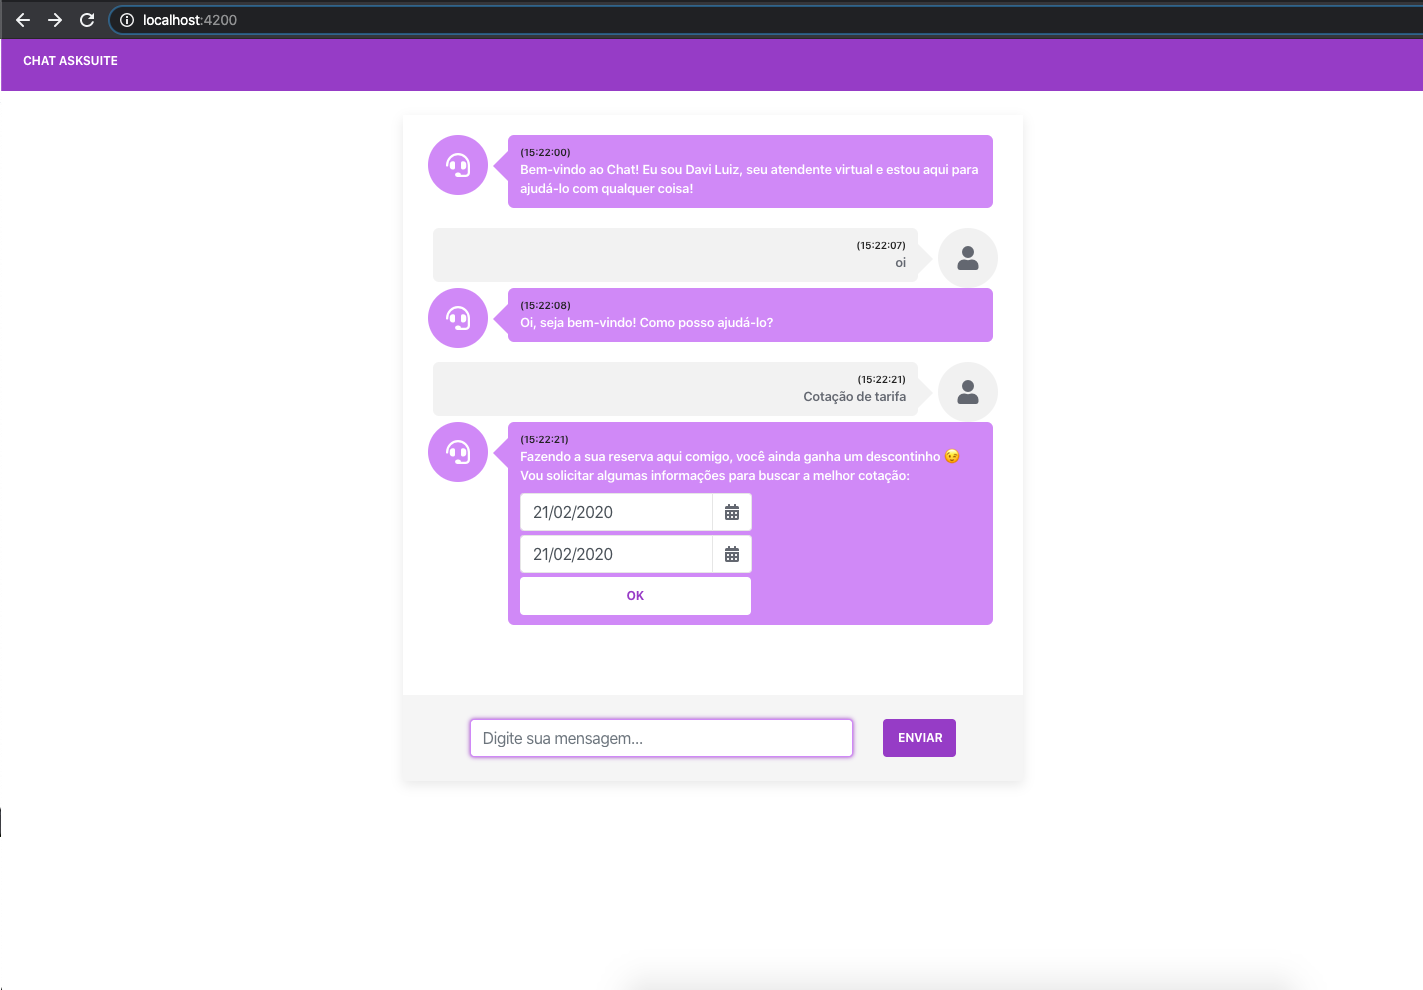 localhost:4200
CHAT ASKSUITE
(15:22:00)
Bem-vindo ao Chat! Eu sou Davi Luiz, seu atendente virtual e estou aqui para
ajudá-lo com qualquer coisa!
(15:22:07)
oi
(15:22:08)
Oi, seja bem-vindo! Como posso ajudá-lo?
(15:22:21)
Cotação de tarifa
(15:22:21)
Fazendo a sua reserva aqui comigo, você ainda ganha um descontinho 😉
Vou solicitar algumas informações para buscar a melhor cotação:
21/02/2020
21/02/2020
OK
Digite sua mensagem...
ENVIAR